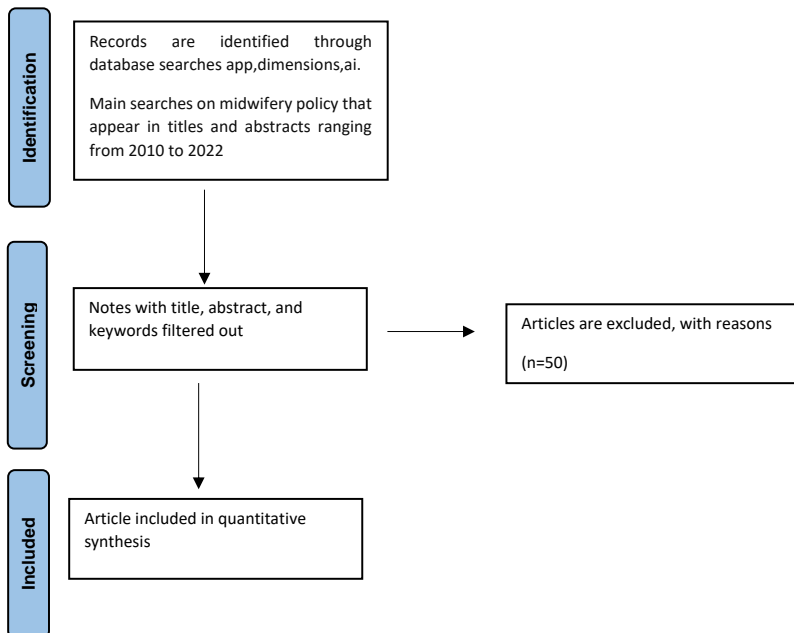 Identification
Records are identified through
database searches app,dimensions,ai.
Main searches on midwifery policy that
appear in titles and abstracts ranging
from 2010 to 2022
Screening
Notes with title, abstract, and
keywords filtered out
Articles are excluded, with reasons
(n=50)
Included
Article included in quantitative
synthesis